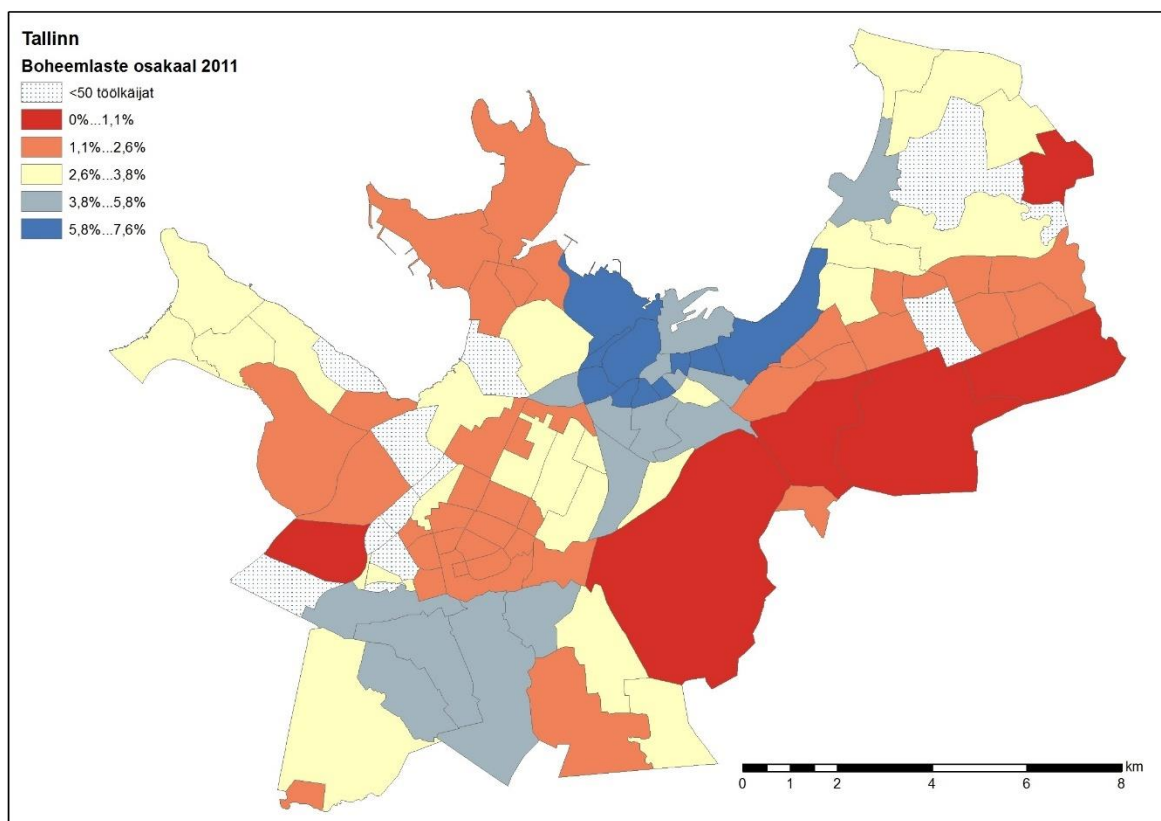 Tallinn
Boheemlaste osakaal 2011
<50 töölkäijat
0%...1,1%
1,1%...2,6%
2,6%...3,8%
3,8%...5,8%
5,8%...7,6%
km
0 1 2 4 6 8